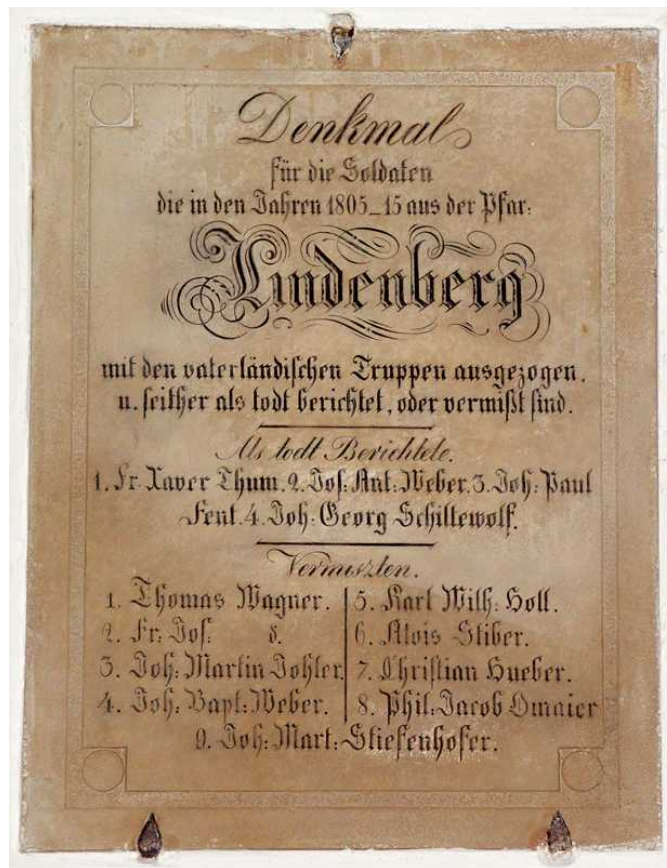 Denkmal
für die Soldaten
die in den Jahren 1805_15 aus der Pfar:
Lindenberg
mit den vaterländischen Truppen ausgezogen,
u. seither als todt berichtet, oder vermißt sind.
Als todt Berichtete.
1. Fr. Xaver Thum. 2. Jos: Ant: Weber. 3. Joh: Paul
Fent. 4. Joh: Georg Schiltewolf.
Vermiszten.
1. Thomas Wagner.
2. Fr: Jos:
3. Joh: Martin Johler.
4. Joh: Bapt: Weber.
5. Karl Wilh: Holl.
6. Alois Stiber.
7. Christian Hueber.
8. Phil: Jacob Omaier
9. Joh: Mart: Stiefenhofer.